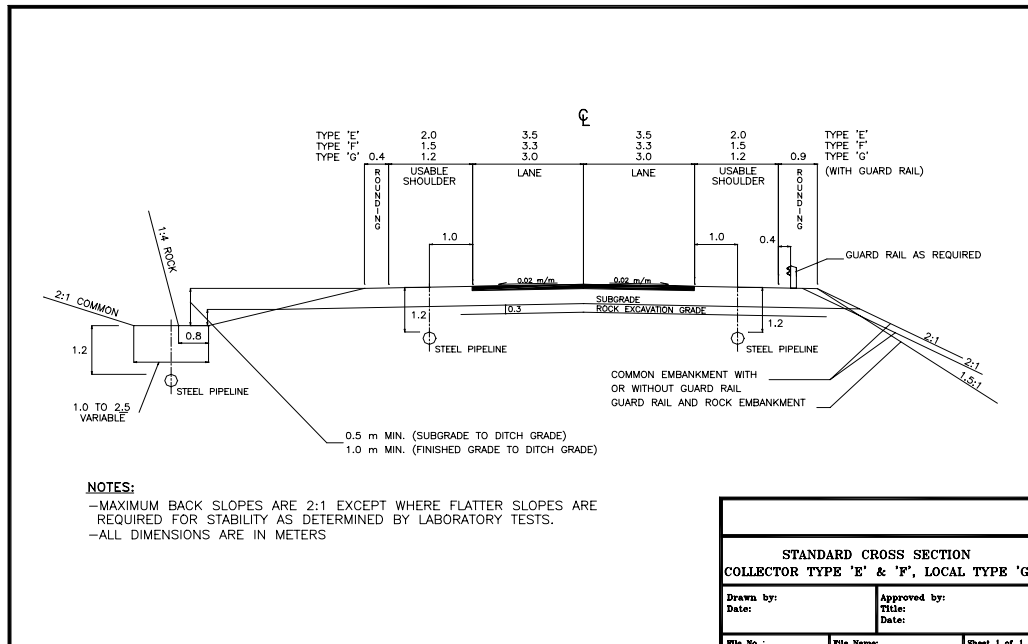 ℄
TYPE 'E' 2.0 3.5 3.5 2.0 TYPE 'E'
TYPE 'F' 1.5 3.3 3.3 1.5 TYPE 'F'
TYPE 'G' 0.4 1.2 3.0 3.0 1.2 0.9 TYPE 'G'
ROUNDING
USABLE
SHOULDER
LANE
LANE
USABLE
SHOULDER
ROUNDING
(WITH GUARD RAIL)
1:4 ROCK
1.0
1.0
0.4
GUARD RAIL AS REQUIRED
2:1 COMMON
0.02 m/m
0.02 m/m
SUBGRADE
0.3
ROCK EXCAVATION GRADE
1.2
1.2
0.8
1.2
STEEL PIPELINE
STEEL PIPELINE
2:1
2:1
1.5:1
STEEL PIPELINE
COMMON EMBANKMENT WITH
OR WITHOUT GUARD RAIL
GUARD RAIL AND ROCK EMBANKMENT
1.0 TO 2.5
VARIABLE
0.5 m MIN. (SUBGRADE TO DITCH GRADE)
1.0 m MIN. (FINISHED GRADE TO DITCH GRADE)
NOTES:
-MAXIMUM BACK SLOPES ARE 2:1 EXCEPT WHERE FLATTER SLOPES ARE
REQUIRED FOR STABILITY AS DETERMINED BY LABORATORY TESTS.
-ALL DIMENSIONS ARE IN METERS
STANDARD CROSS SECTION
COLLECTOR TYPE 'E' & 'F', LOCAL TYPE 'G
Drawn by:
Date:
Approved by:
Title:
Date:
File No.:
File Name:
Sheet 1 of 1